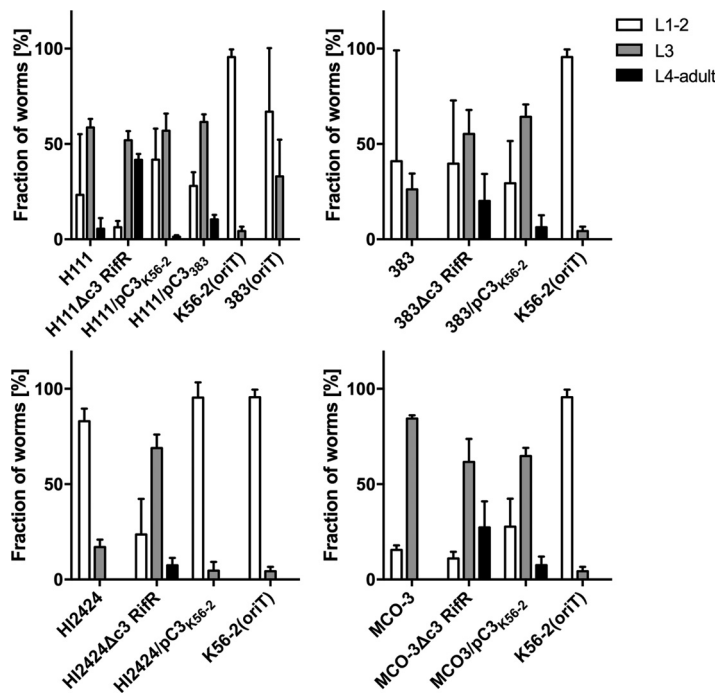 Fraction of worms [%]
100
50
0
H111
H111Δc3 RifR
H111/pC3K56-2
H111/pC3383
K56-2(oriT)
383(oriT)
Fraction of worms [%]
100
50
0
383
383Δc3 RifR
383/pC3K56-2
K56-2(oriT)
L1-2
L3
L4-adult
Fraction of worms [%]
100
50
0
HI2424
HI2424Δc3 RifR
HI2424/pC3K56-2
K56-2(oriT)
Fraction of worms [%]
100
50
0
MCO-3
MCO-3Δc3 RifR
MCO3/pC3K56-2
K56-2(oriT)